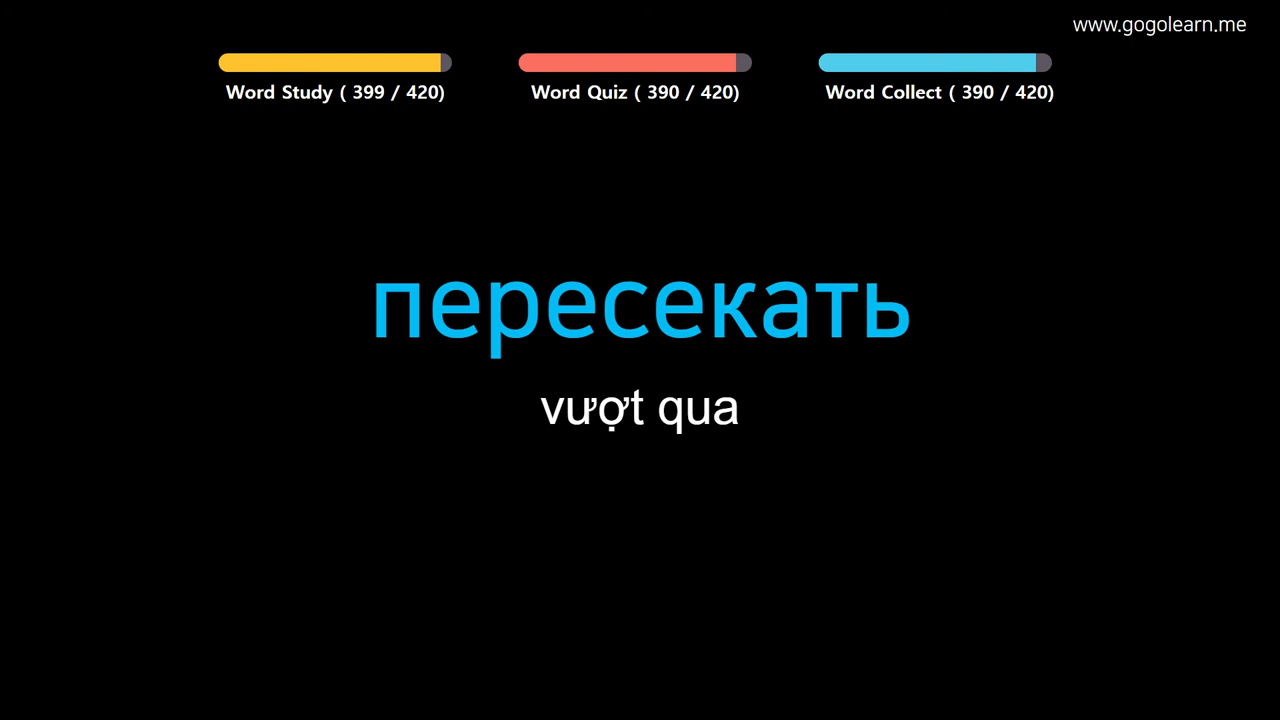 www.gogolearn.me
Word Study ( 399 / 420)
Word Quiz ( 390 / 420)
Word Collect ( 390 / 420)
пересекать
vượt qua